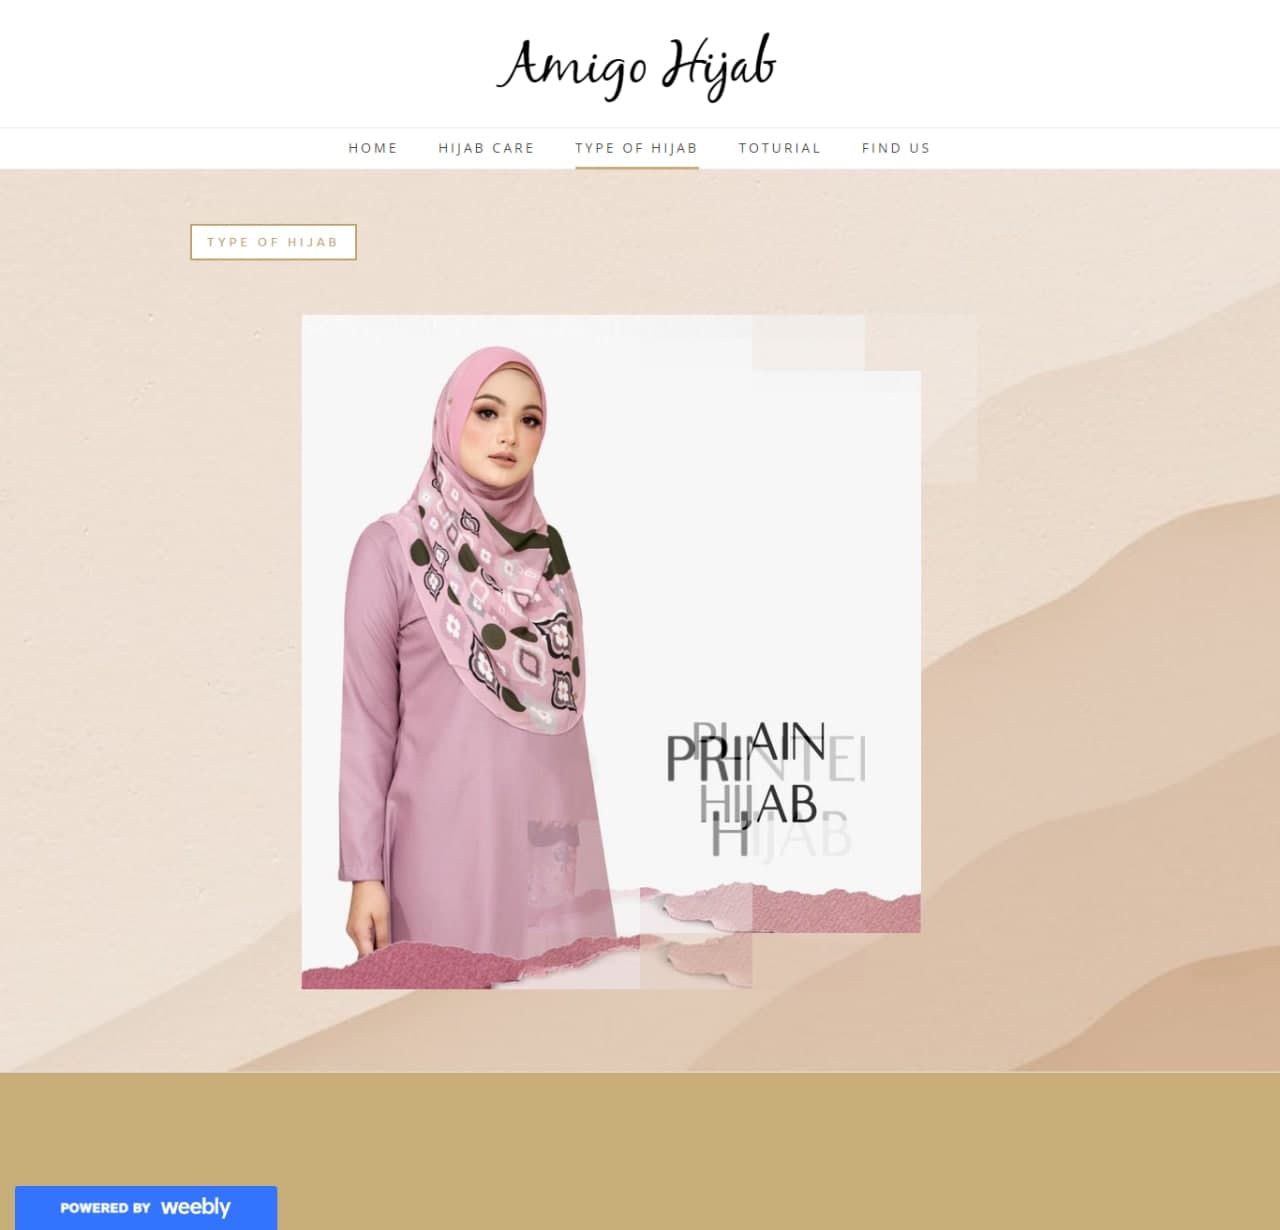 Amigo Hijab
HOME HIJAB CARE TYPE OF HIJAB TOTURIAL FIND US
TYPE OF HIJAB
PLAIN
PRINTED
HIJAB
HIJAB
POWERED BY weebly